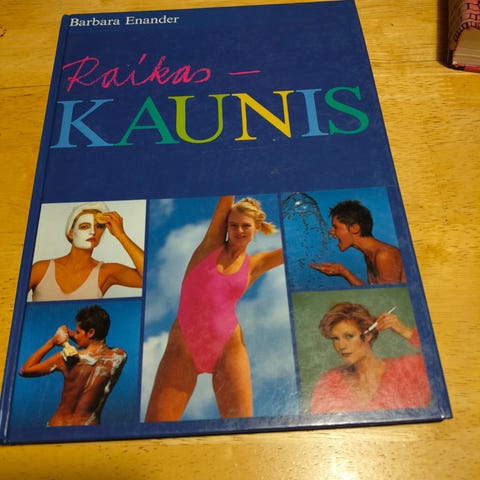 Barbara Enander
Raikas –
KAUNIS